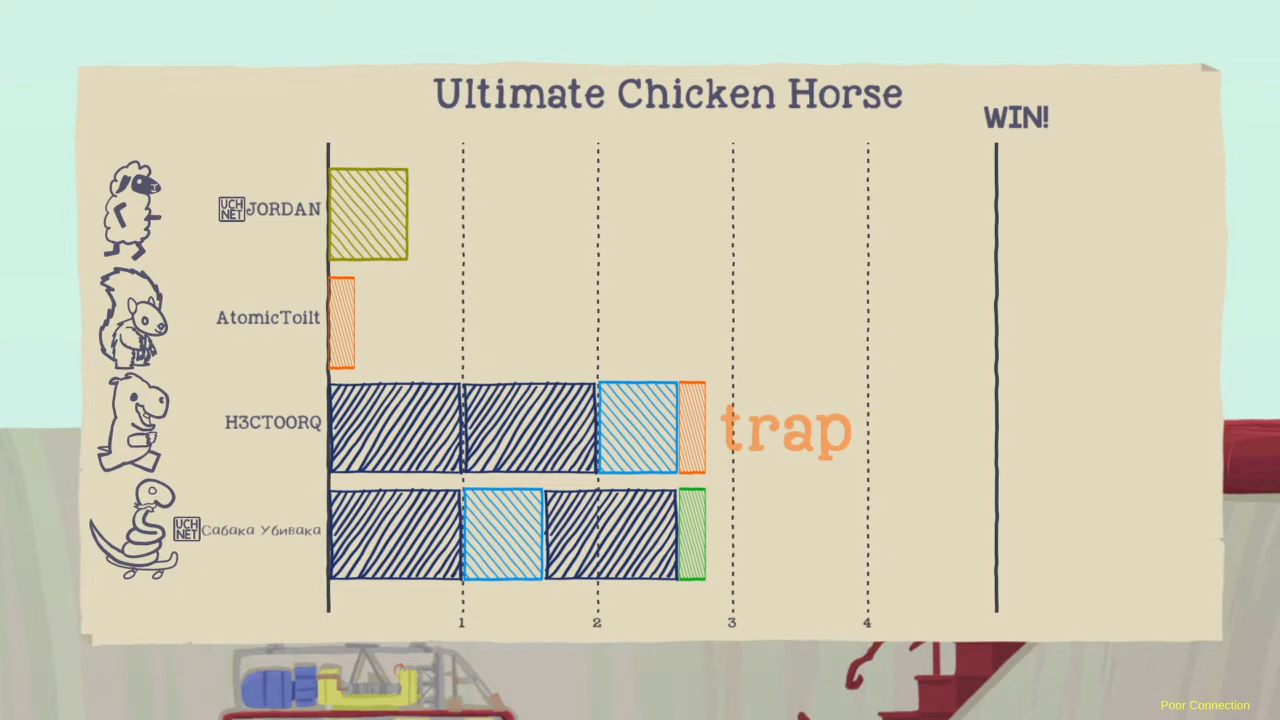 Ultimate Chicken Horse
WIN!
UCH NET JORDAN
AtomicToilt
H3CTOORQ
trap
UCH NET Сабака Убивака
1 2 3 4
Poor Connection